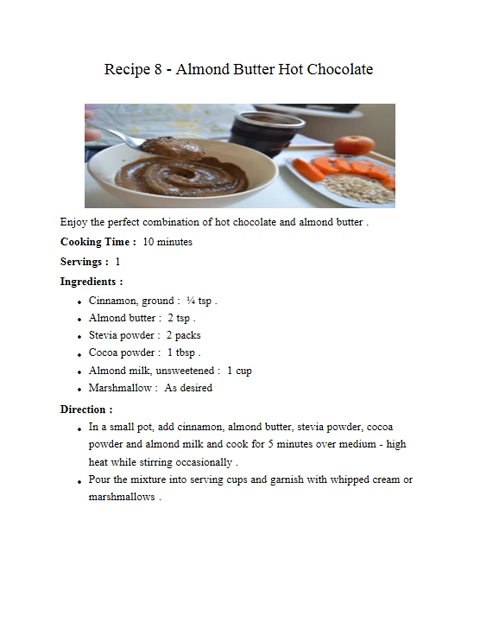 Recipe 8 - Almond Butter Hot Chocolate
Enjoy the perfect combination of hot chocolate and almond butter .
Cooking Time :  10 minutes
Servings :  1
Ingredients :
• Cinnamon, ground :  ¼ tsp .
• Almond butter :  2 tsp .
• Stevia powder :  2 packs
• Cocoa powder :  1 tbsp .
• Almond milk, unsweetened :  1 cup
• Marshmallow :  As desired
Direction :
• In a small pot, add cinnamon, almond butter, stevia powder, cocoa
powder and almond milk and cook for 5 minutes over medium - high
heat while stirring occasionally .
• Pour the mixture into serving cups and garnish with whipped cream or
marshmallows .